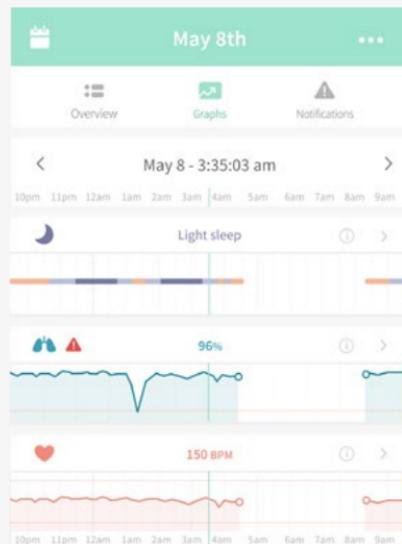 May 8th
Overview
Graphs
Notifications
May 8 - 3:35:03 am
10pm 11pm 12am 1am 2am 3am 4am 5am 6am 7am 8am 9am
Light sleep
96%
150 BPM
10pm 11pm 12am 1am 2am 3am 4am 5am 6am 7am 8am 9am